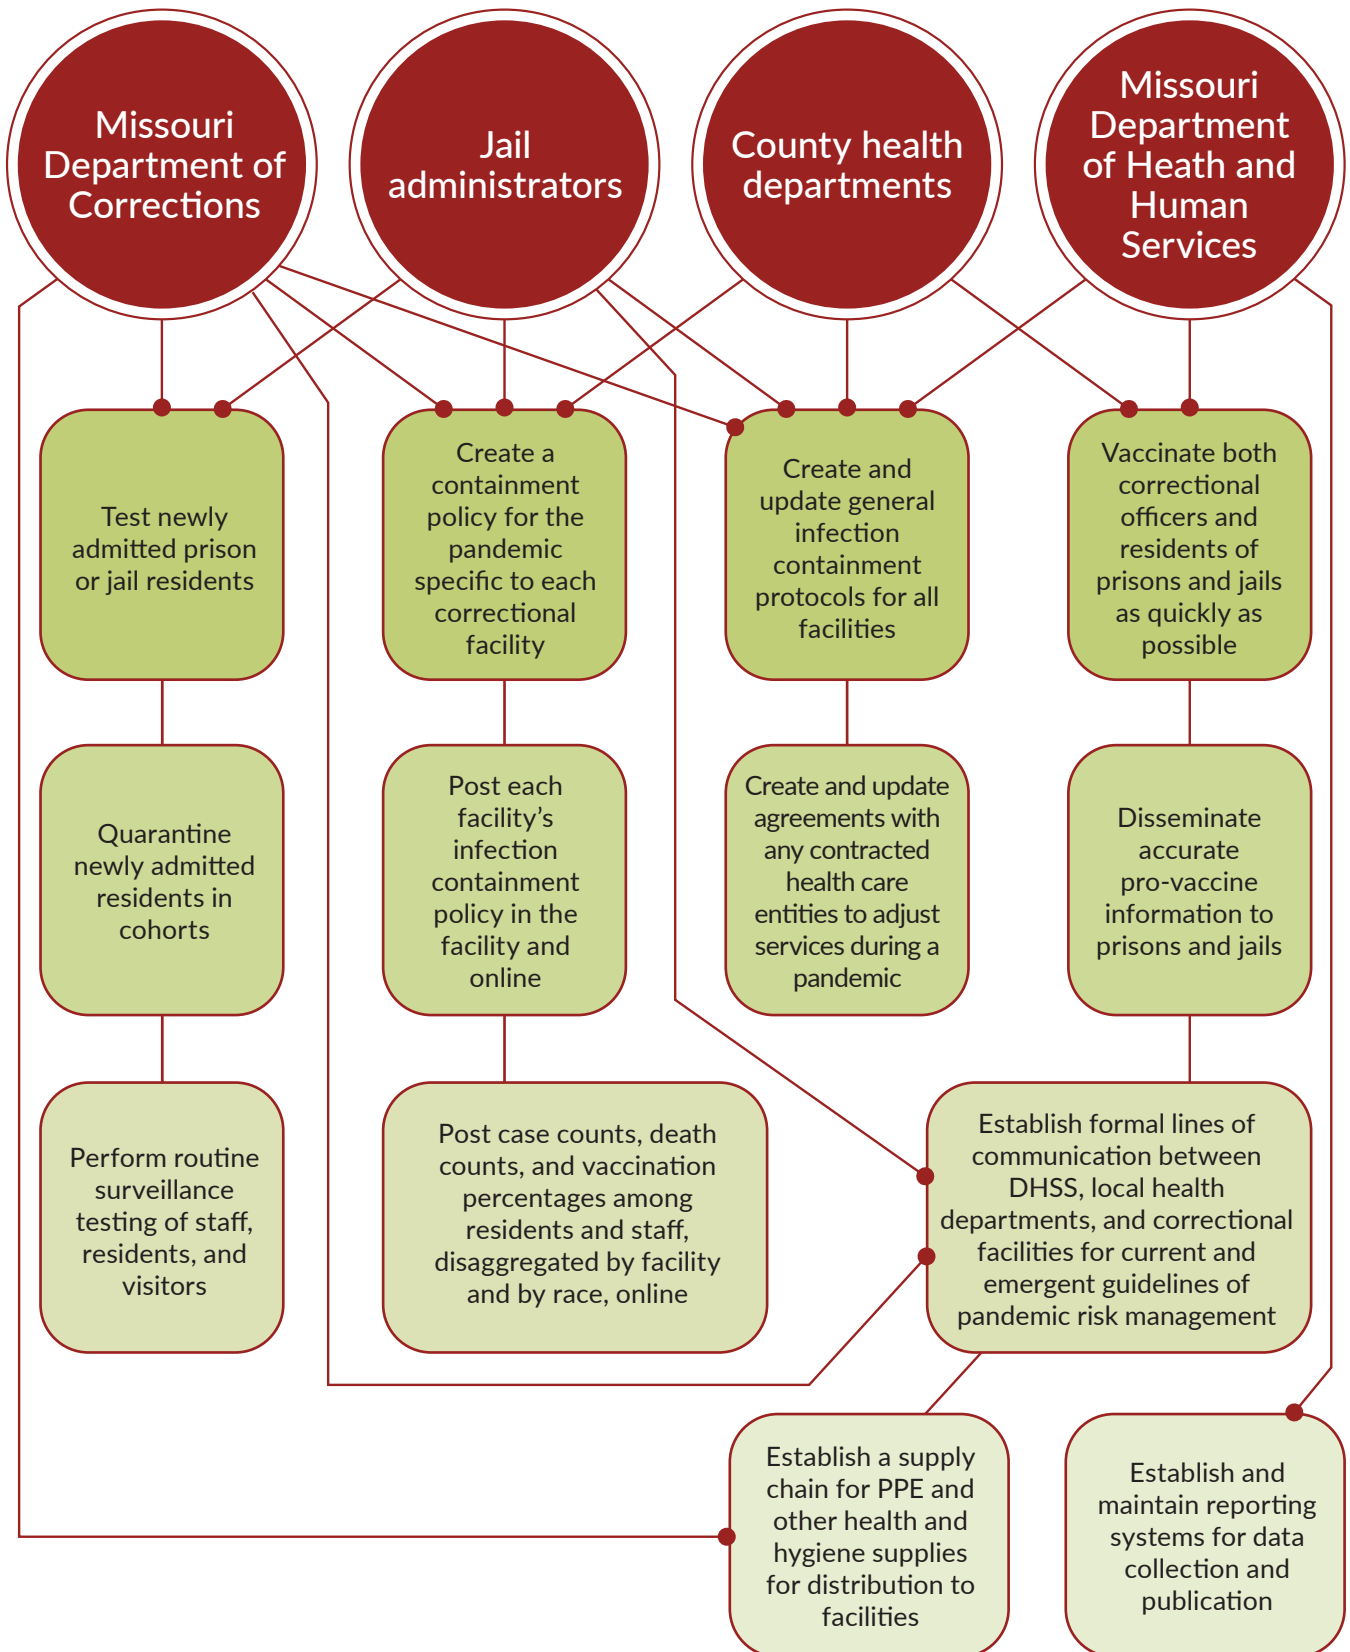 Missouri
Department of
Corrections
Jail
administrators
County health
departments
Missouri
Department
of Heath and
Human
Services
Test newly
admitted prison
or jail residents
Create a
containment
policy for the
pandemic
specific to each
correctional
facility
Create and
update general
infection
containment
protocols for all
facilities
Vaccinate both
correctional
officers and
residents of
prisons and jails
as quickly as
possible
Quarantine
newly admitted
residents in
cohorts
Post each
facility’s
infection
containment
policy in the
facility and
online
Create and update
agreements with
any contracted
health care
entities to adjust
services during a
pandemic
Disseminate
accurate
pro-vaccine
information to
prisons and jails
Perform routine
surveillance
testing of staff,
residents, and
visitors
Post case counts, death
counts, and vaccination
percentages among
residents and staff,
disaggregated by facility
and by race, online
Establish formal lines of
communication between
DHSS, local health
departments, and correctional
facilities for current and
emergent guidelines of
pandemic risk management
Establish a supply
chain for PPE and
other health and
hygiene supplies
for distribution to
facilities
Establish and
maintain reporting
systems for data
collection and
publication